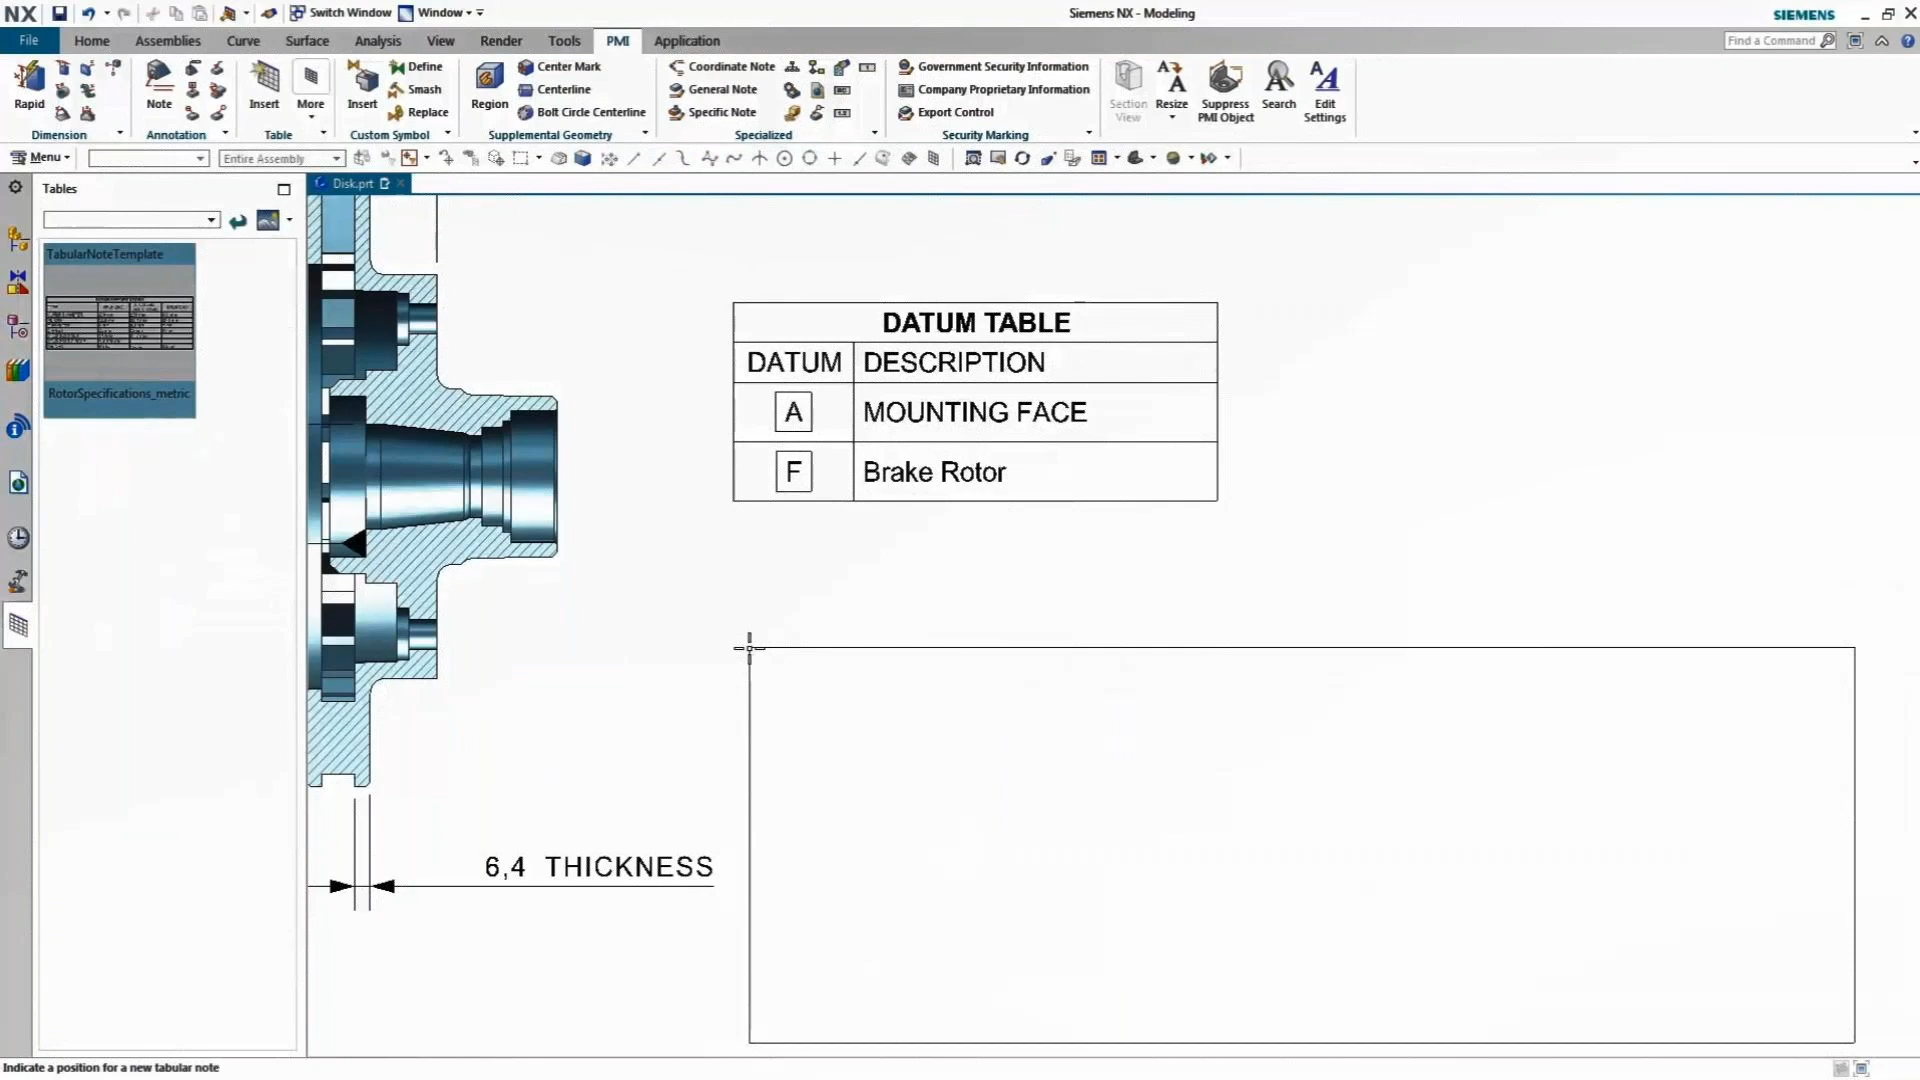 NX
Switch Window
Window
Siemens NX - Modeling
SIEMENS
File
Home
Assemblies
Curve
Surface
Analysis
View
Render
Tools
PMI
Application
Find a Command
Rapid
Dimension
Note
Annotation
Insert
More
Table
Insert
Define
Smash
Replace
Custom Symbol
Region
Center Mark
Centerline
Bolt Circle Centerline
Supplemental Geometry
Coordinate Note
General Note
Specific Note
Specialized
Government Security Information
Company Proprietary Information
Export Control
Security Marking
Section
View
Resize
Suppress
PMI Object
Search
Edit
Settings
Menu
Entire Assembly
Tables
Disk.prt
TabularNoteTemplate
RotorSpecifications_metric
DATUM TABLE
DATUM DESCRIPTION
A MOUNTING FACE
F Brake Rotor
6,4 THICKNESS
Indicate a position for a new tabular note